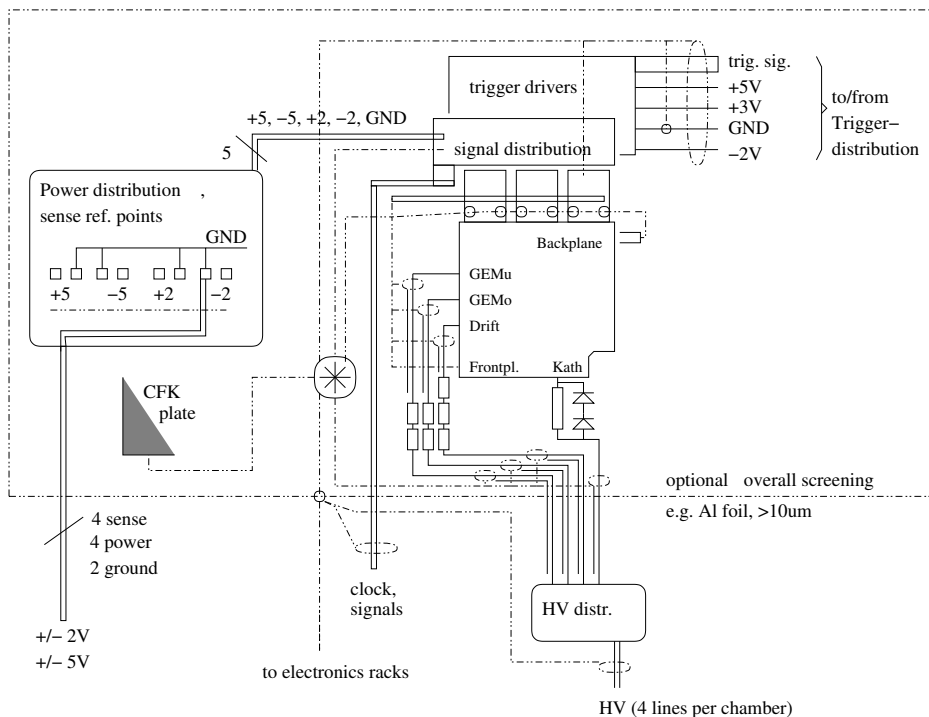 trig. sig.
trigger drivers
+5V
+3V
to/from
Trigger−
distribution
GND
−2V
+5, −5, +2, −2, GND
5
signal distribution
Power distribution ,
sense ref. points
GND
+5 −5 +2 −2
Backplane
GEMu
GEMo
Drift
Frontpl. Kath
CFK
plate
optional overall screening
e.g. Al foil, >10um
4 sense
4 power
2 ground
clock,
signals
HV distr.
+/− 2V
+/− 5V
to electronics racks
HV (4 lines per chamber)